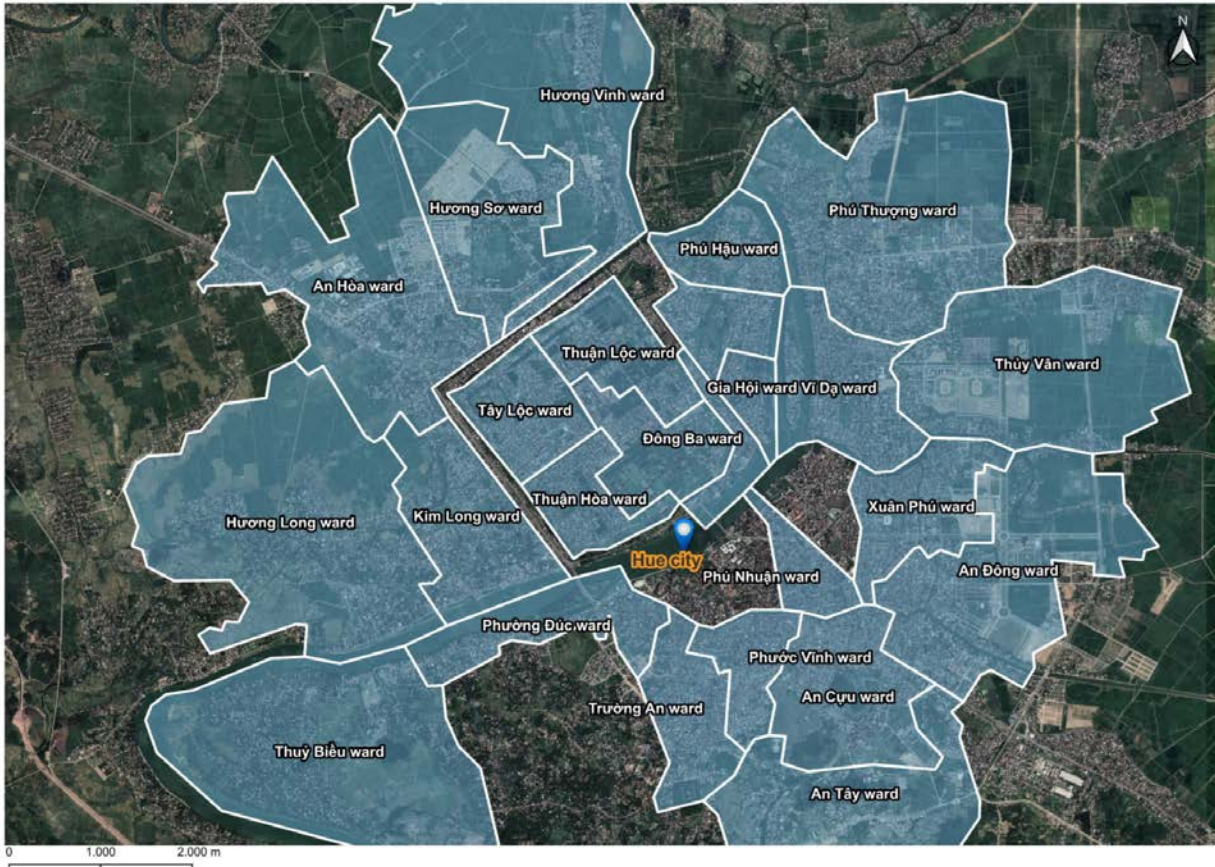 N
Hương Vinh ward
Hương Sơ ward
Phú Thượng ward
Phú Hậu ward
An Hòa ward
Thuận Lộc ward
Thủy Vân ward
Gia Hội ward
Vĩ Dạ ward
Tây Lộc ward
Đông Ba ward
Thuận Hòa ward
Xuân Phú ward
Hương Long ward
Kim Long ward
Hue city
Phú Nhuận ward
An Đông ward
Phường Đúc ward
Phước Vĩnh ward
An Cựu ward
Trường An ward
Thuỷ Biều ward
An Tây ward
0 1.000 2.000 m